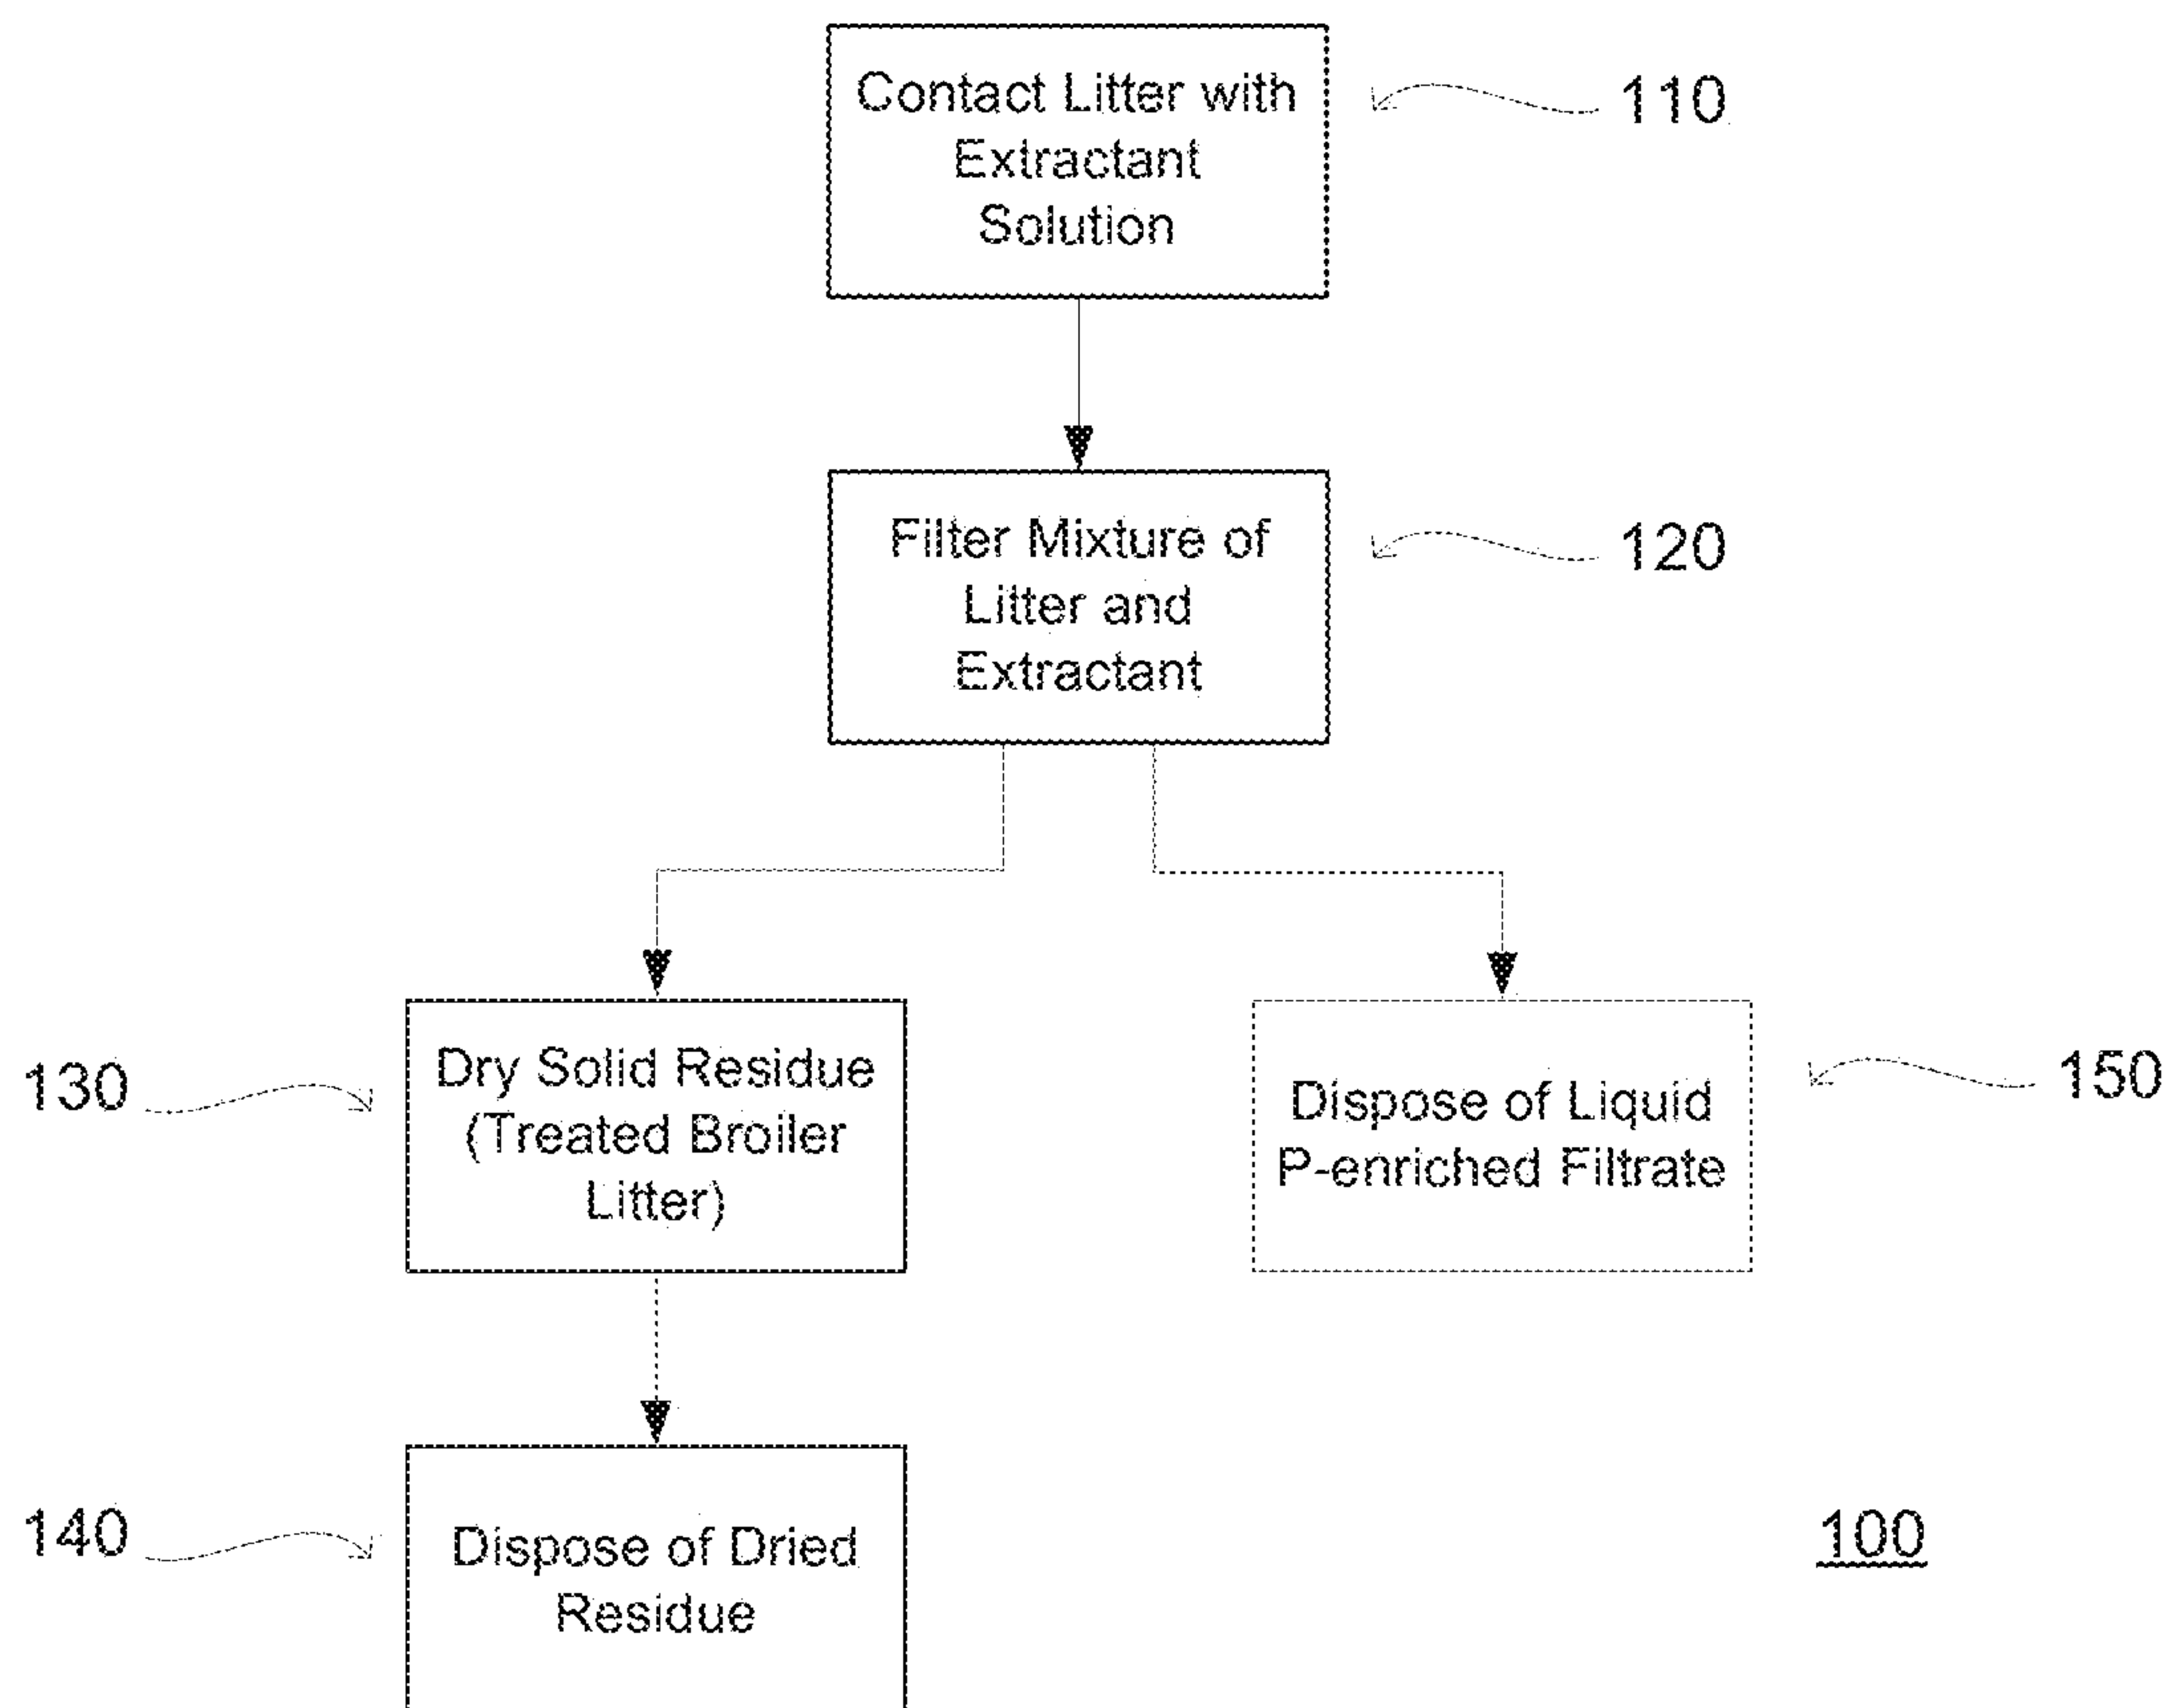 Contact Litter with
Extractant
Solution
110
Filter Mixture of
Litter and
Extractant
120
130
Dry Solid Residue
(Treated Broiler
Litter)
Dispose of Liquid
P-enriched Filtrate
150
140
Dispose of Dried
Residue
100